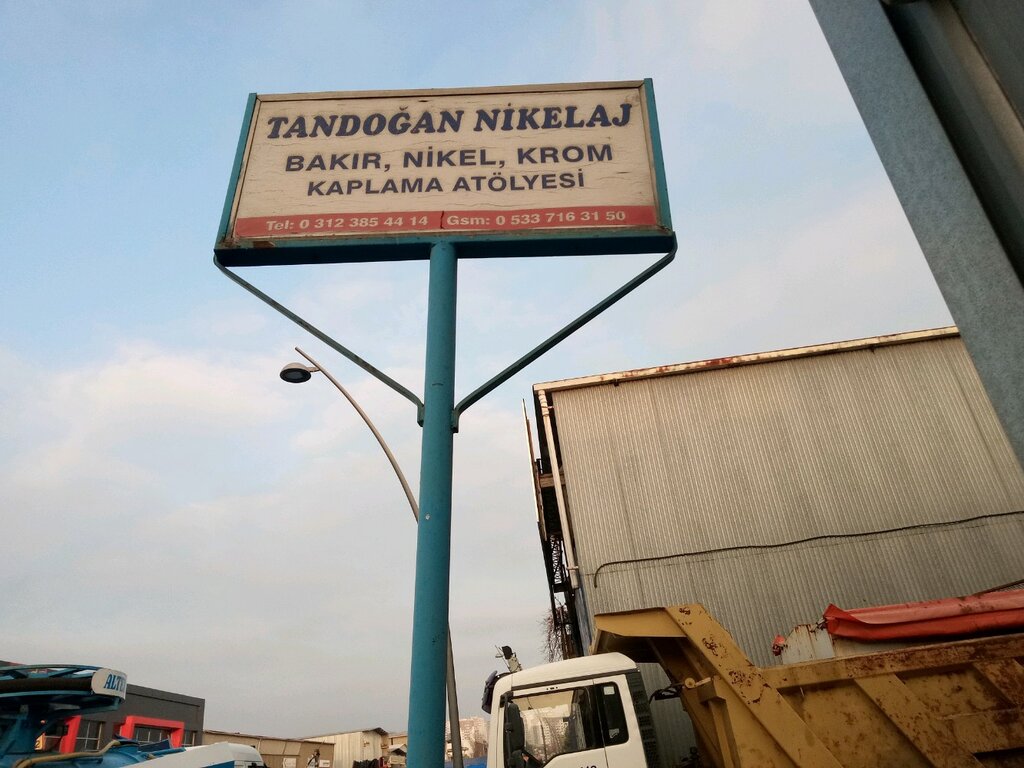 TANDOĞAN NİKELAJ
BAKIR, NİKEL, KROM
KAPLAMA ATÖLYESİ
Tel: 0 312 385 44 14 Gsm: 0 533 716 31 50